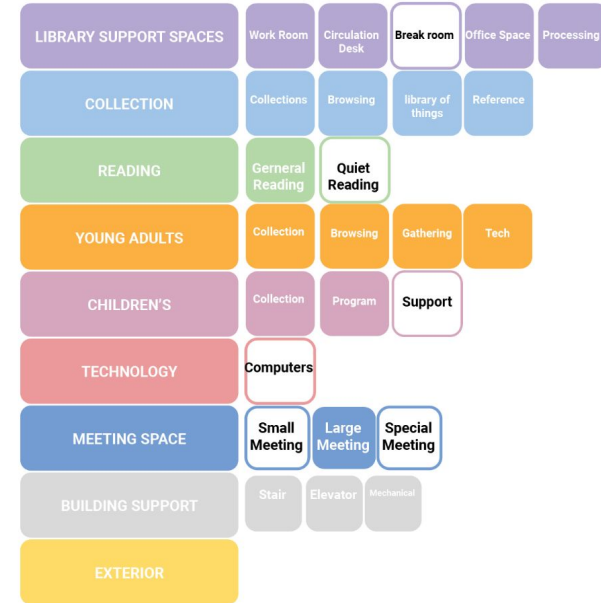 LIBRARY SUPPORT SPACES
Work Room
Circulation
Desk
Break room
Office Space
Processing
COLLECTION
Collections
Browsing
library of
things
Reference
READING
Gerneral
Reading
Quiet
Reading
YOUNG ADULTS
Collection
Browsing
Gathering
Tech
CHILDREN'S
Collection
Program
Support
TECHNOLOGY
Computers
MEETING SPACE
Small
Meeting
Large
Meeting
Special
Meeting
BUILDING SUPPORT
Stair
Elevator
Mechanical
EXTERIOR